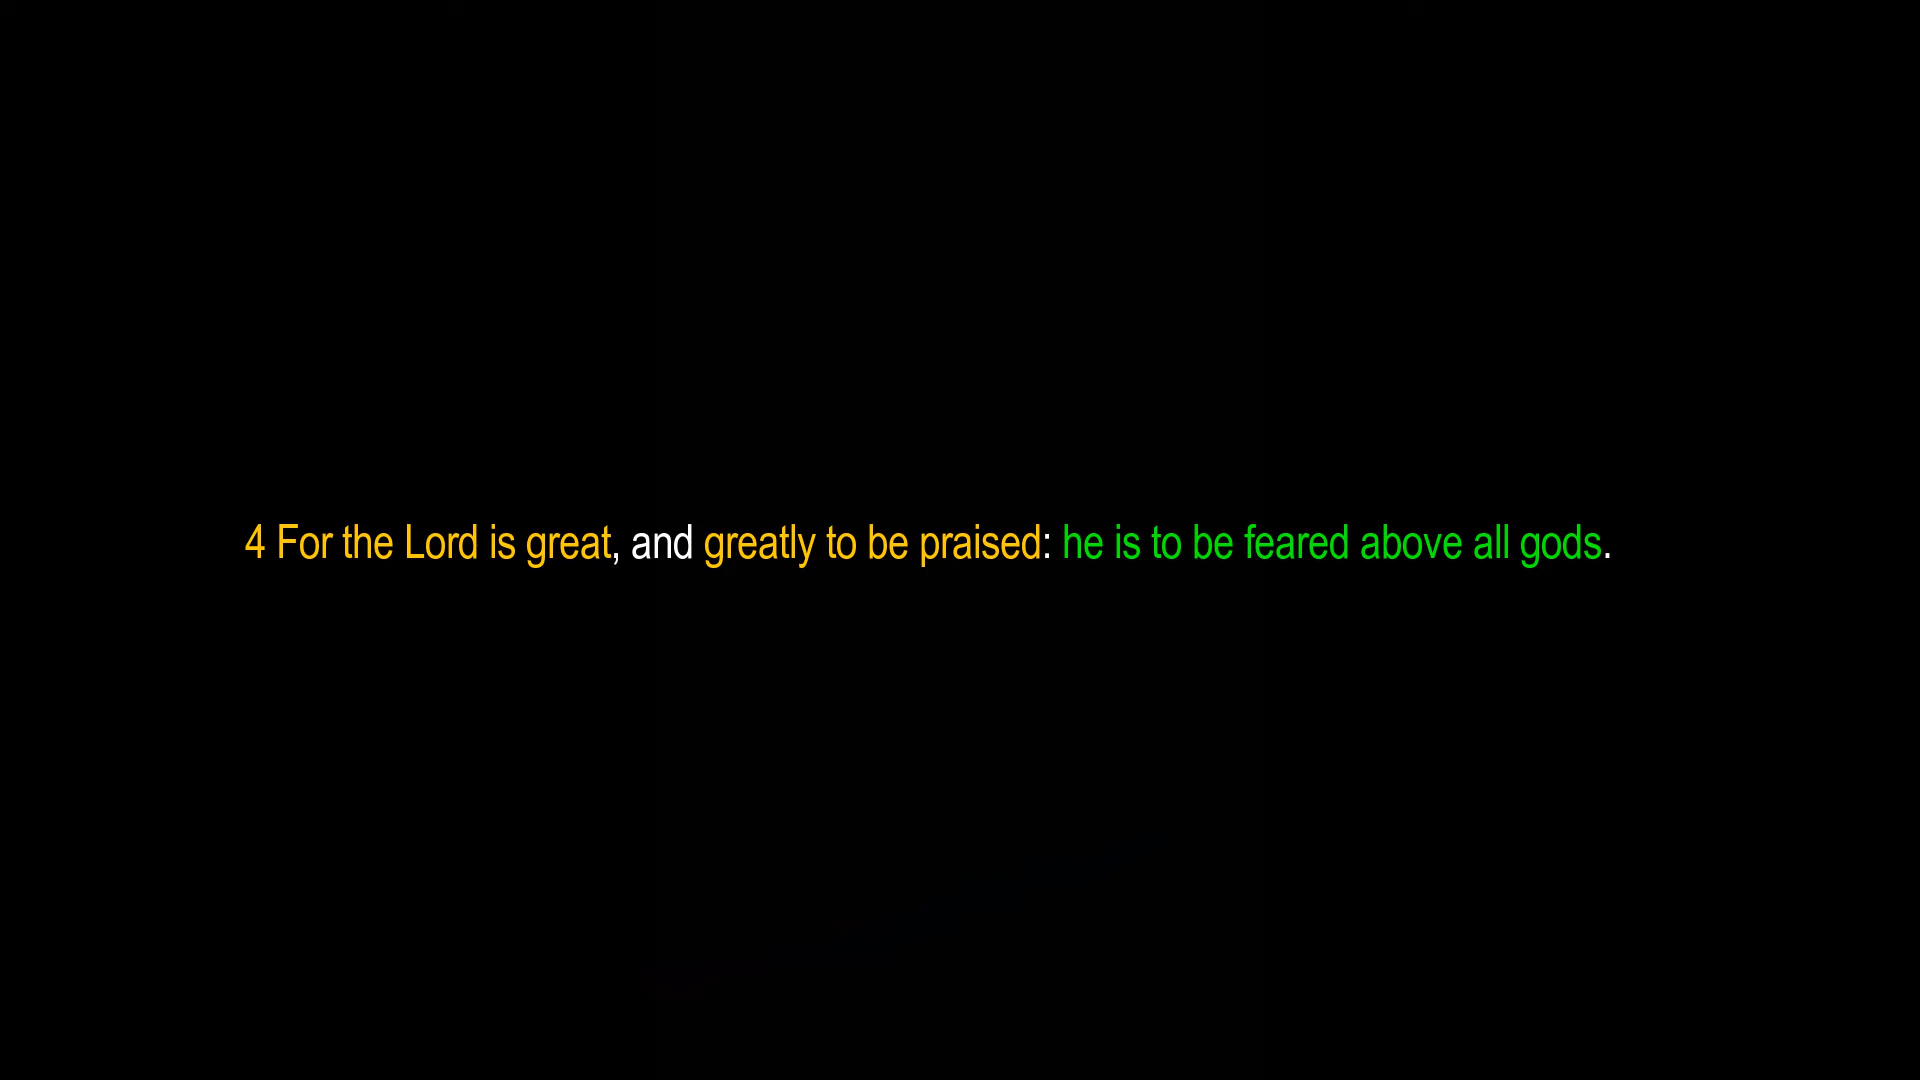 4 For the Lord is great, and greatly to be praised: he is to be feared above all gods.